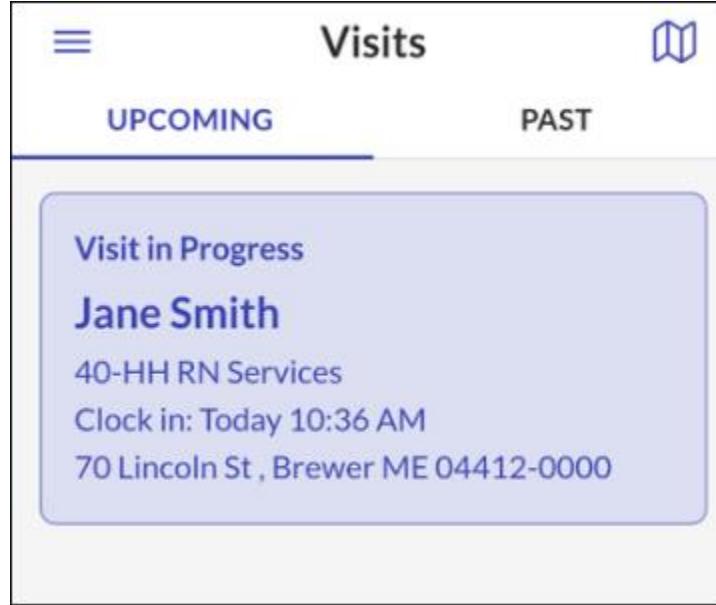 Visits
UPCOMING PAST
Visit in Progress
Jane Smith
40-HH RN Services
Clock in: Today 10:36 AM
70 Lincoln St , Brewer ME 04412-0000